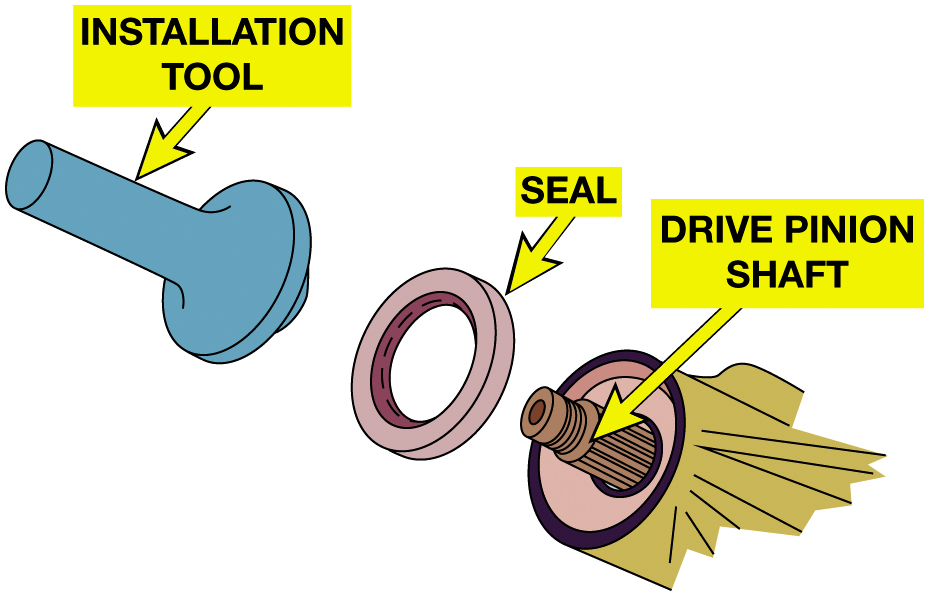 INSTALLATION
TOOL
SEAL
DRIVE PINION
SHAFT